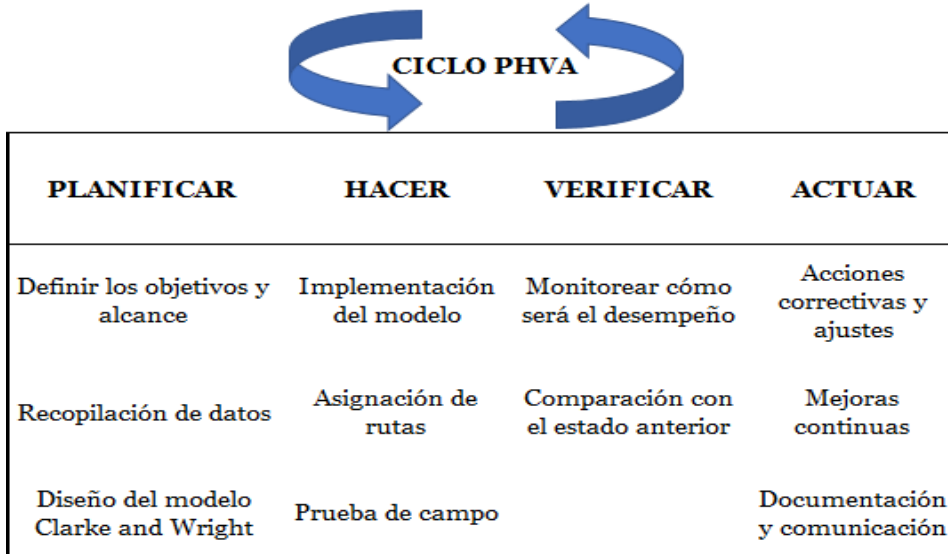 CICLO PHVA
PLANIFICAR
HACER
VERIFICAR
ACTUAR
Definir los objetivos y
alcance
Implementación
del modelo
Monitorear cómo
será el desempeño
Acciones
correctivas y
ajustes
Recopilación de datos
Asignación de
rutas
Comparación con
el estado anterior
Mejoras
continuas
Diseño del modelo
Clarke and Wright
Prueba de campo
Documentación
y comunicación